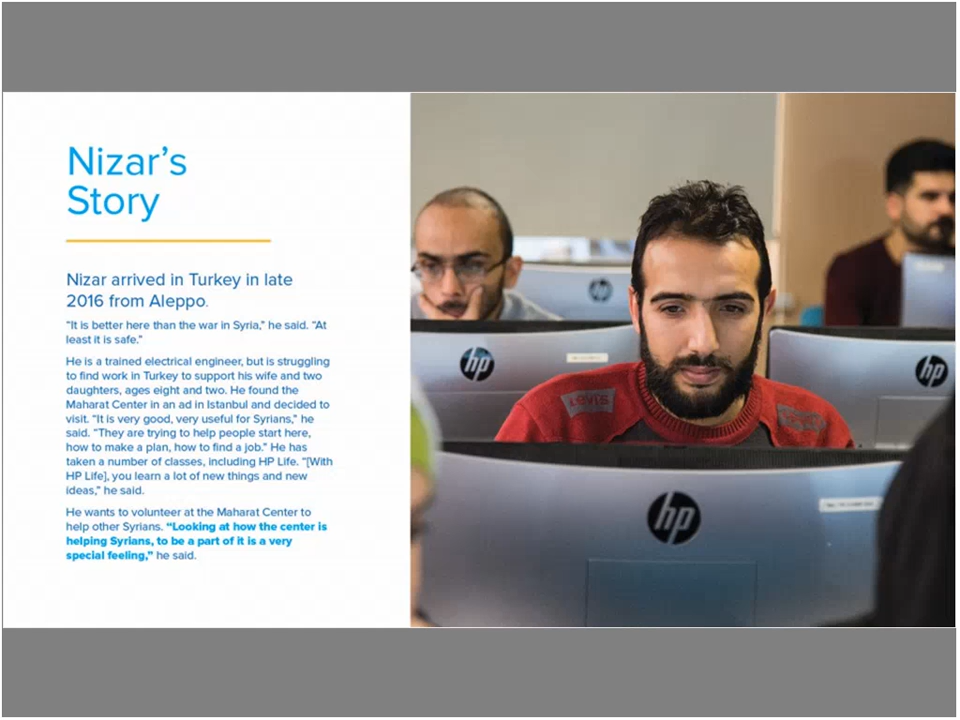 Nizar’s
Story
Nizar arrived in Turkey in late
2016 from Aleppo.
“It is better here than the war in Syria,” he said. “At
least it is safe.”
He is a trained electrical engineer, but is struggling
to find work in Turkey to support his wife and two
daughters, ages eight and two. He found the
Maharat Center in an ad in Istanbul and decided to
visit. “It is very good, very useful for Syrians,” he
said. “They are trying to help people start here,
how to make a plan, how to find a job.” He has
taken a number of classes, including HP Life. “[With
HP Life], you learn a lot of new things and new
ideas,” he said.
He wants to volunteer at the Maharat Center to
help other Syrians. “Looking at how the center is
helping Syrians, to be a part of it is a very
special feeling,” he said.
hp
hp
hp
hp